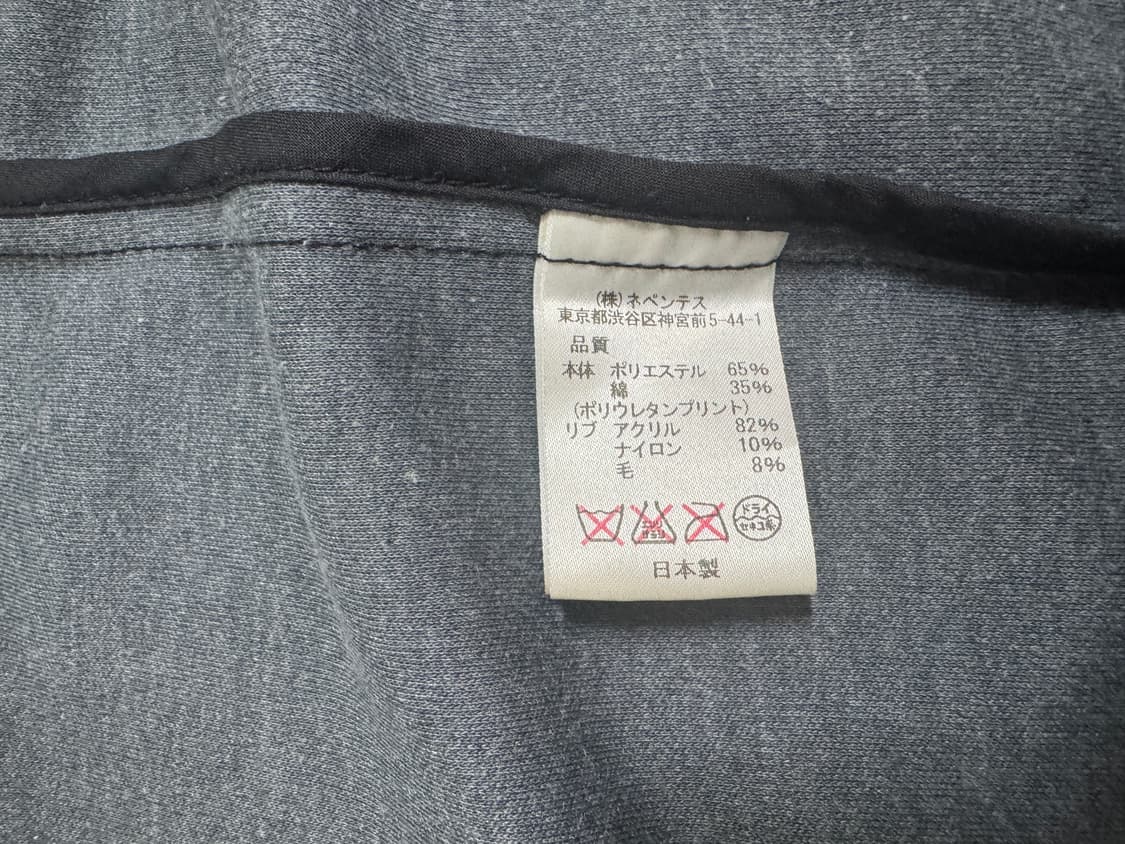 (株)ネペンテス
東京都渋谷区神宮前5-44-1
品質
本体 ポリエステル 65%
綿 35%
(ポリウレタンプリント)
リブ アクリル 82%
ナイロン 10%
毛 8%
ドライ
セキユ系
日本製